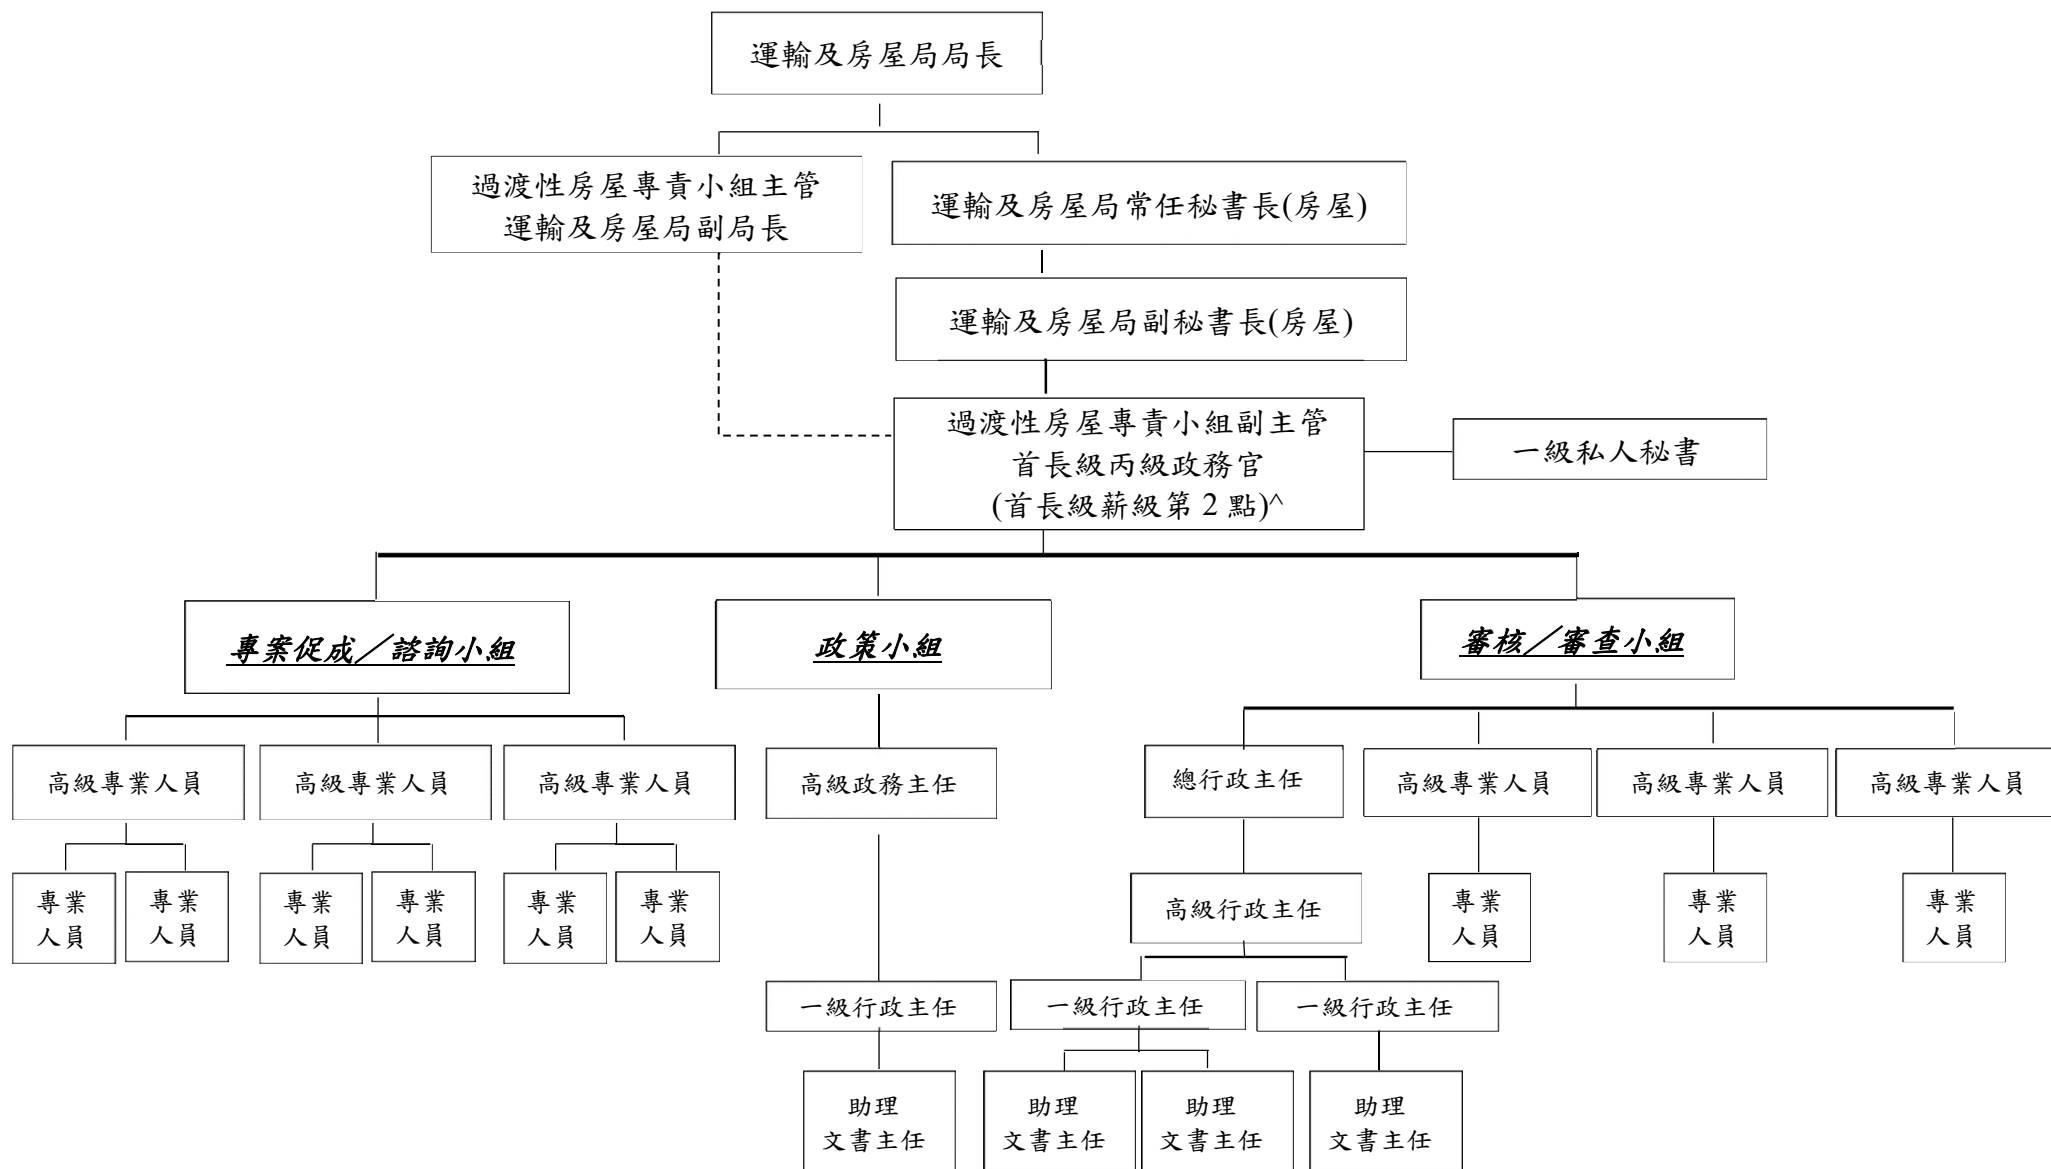 運輸及房屋局局長
過渡性房屋專責小組主管
運輸及房屋局副局長
運輸及房屋局常任秘書長(房屋)
運輸及房屋局副秘書長(房屋)
過渡性房屋專責小組副主管
首長級丙級政務官
(首長級薪級第 2 點)^
一級私人秘書
專案促成／諮詢小組
政策小組
審核／審查小組
高級專業人員
高級專業人員
高級專業人員
高級政務主任
總行政主任
高級專業人員
高級專業人員
高級專業人員
專業
人員
專業
人員
專業
人員
專業
人員
專業
人員
專業
人員
高級行政主任
專業
人員
專業
人員
專業
人員
一級行政主任
一級行政主任
一級行政主任
助理
文書主任
助理
文書主任
助理
文書主任
助理
文書主任